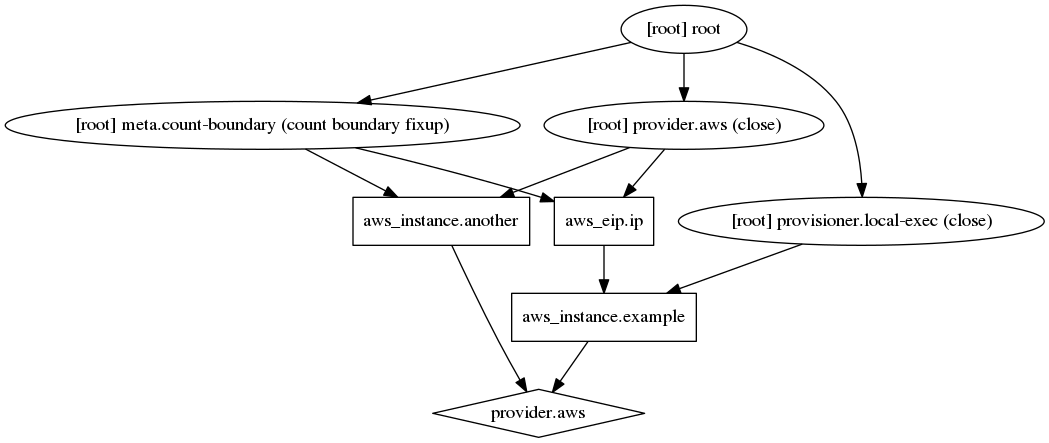 [root] root
[root] meta.count-boundary (count boundary fixup)
[root] provider.aws (close)
aws_instance.another
aws_eip.ip
[root] provisioner.local-exec (close)
aws_instance.example
provider.aws